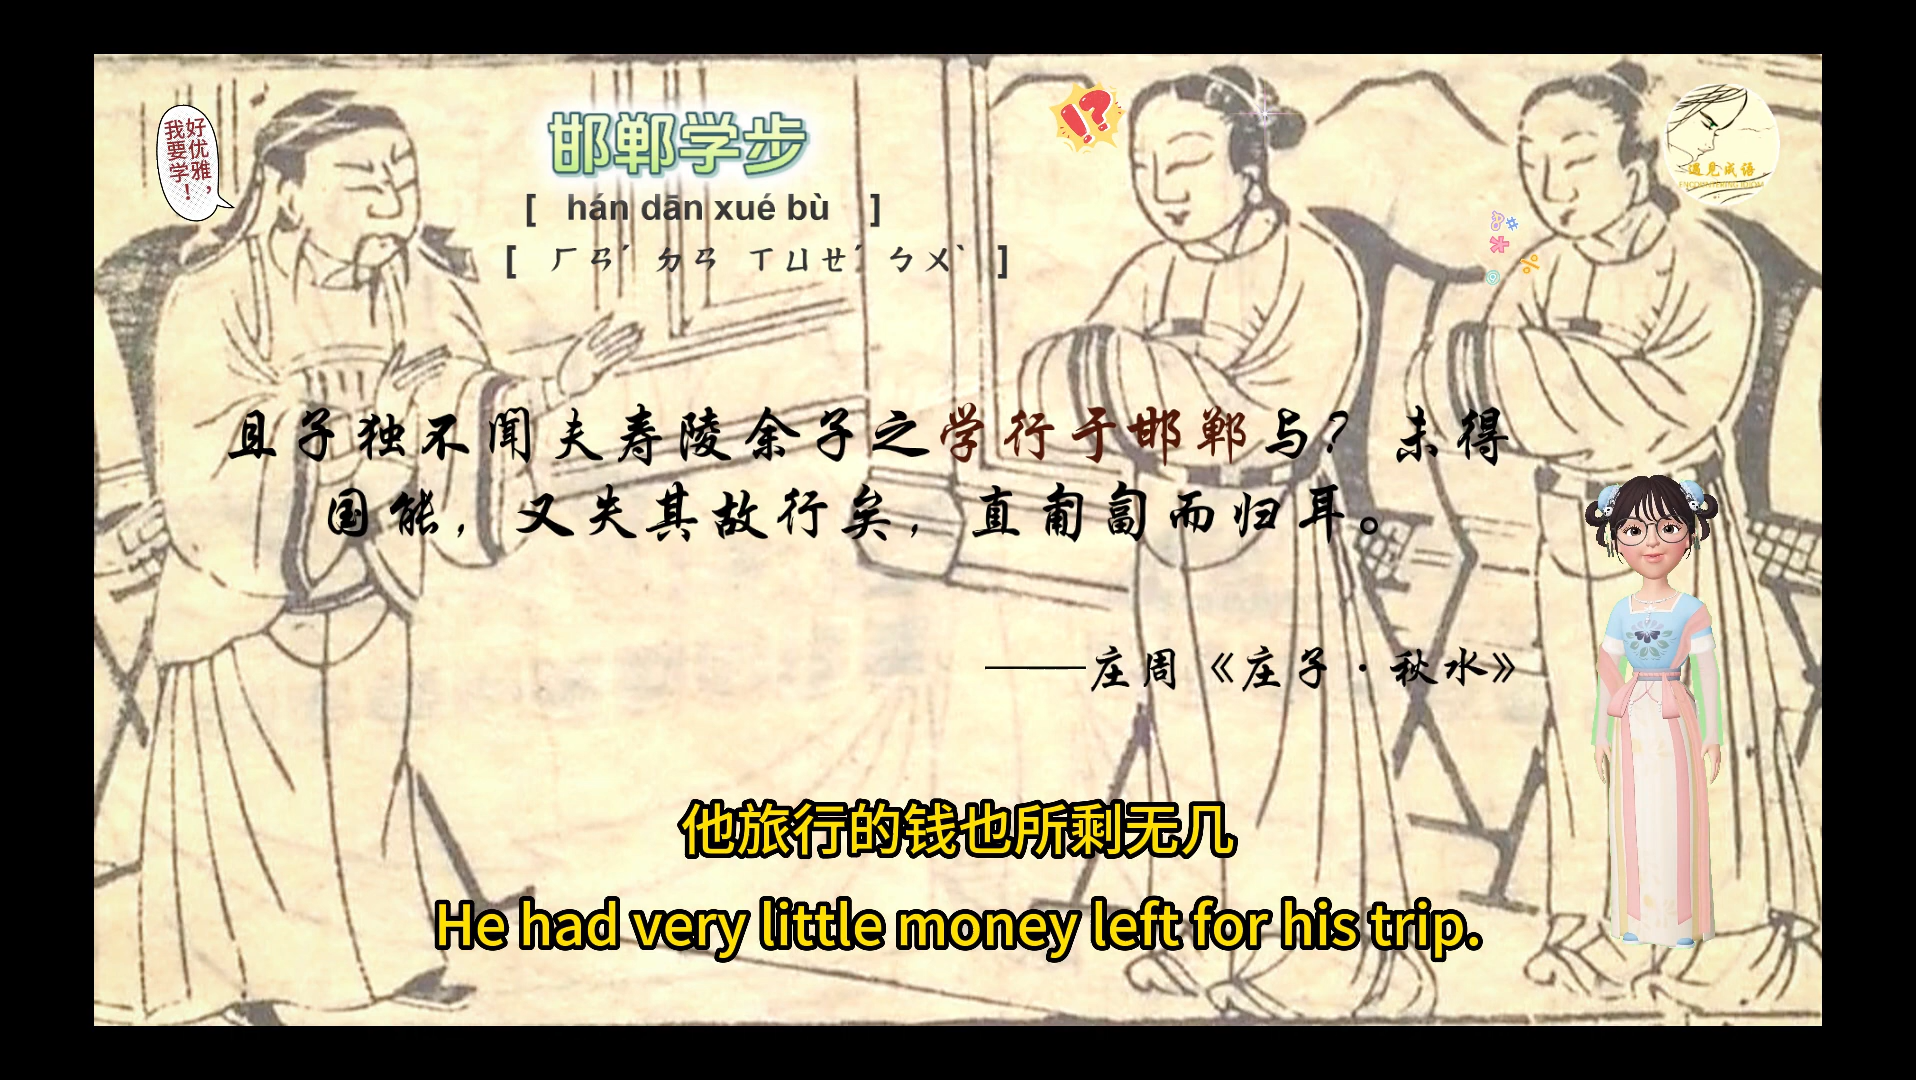 好优雅，
我要学！
邯郸学步
[ hán dān xué bù ]
[ ㄏㄢˊ ㄉㄢ ㄒㄩㄝˊ ㄅㄨˋ ]
遇见成语
且子独不闻夫寿陵余子之学行于邯郸与？未得
国能，又失其故行矣，直匍匐而归耳。
——庄周《庄子·秋水》
他旅行的钱也所剩无几
He had very little money left for his trip.